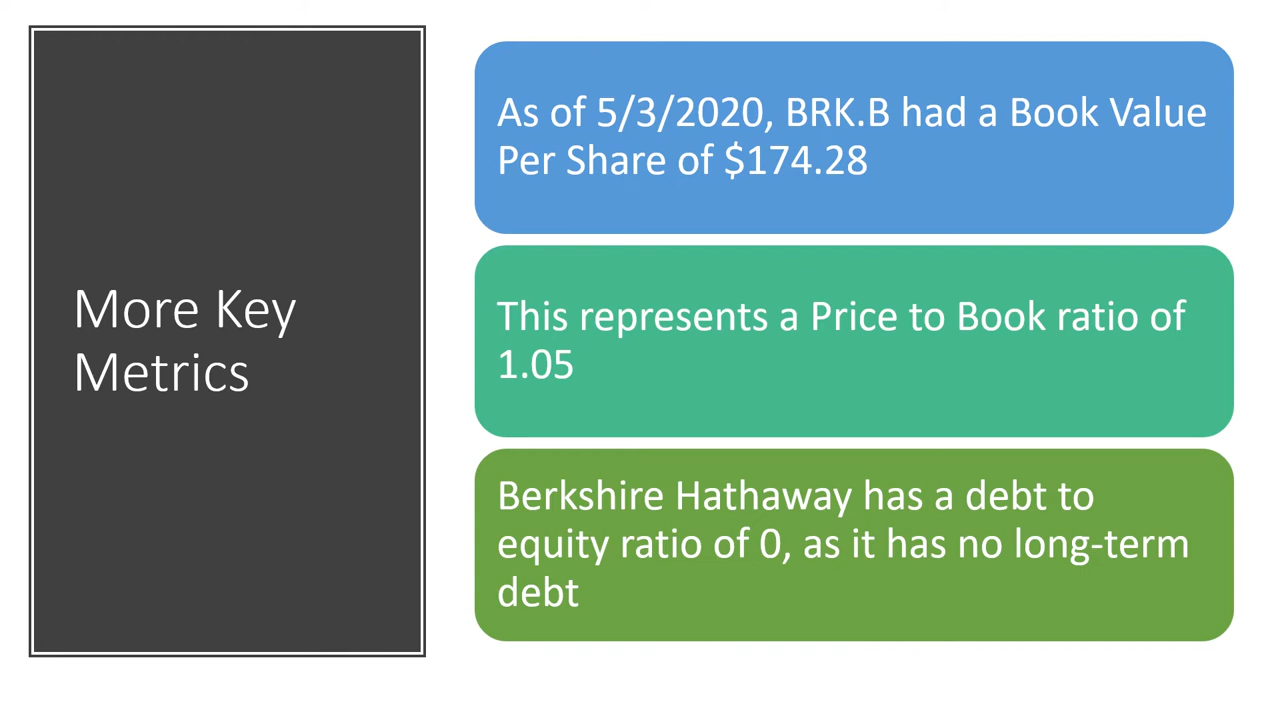 More Key
Metrics
As of 5/3/2020, BRK.B had a Book Value
Per Share of $174.28
This represents a Price to Book ratio of
1.05
Berkshire Hathaway has a debt to
equity ratio of 0, as it has no long-term
debt